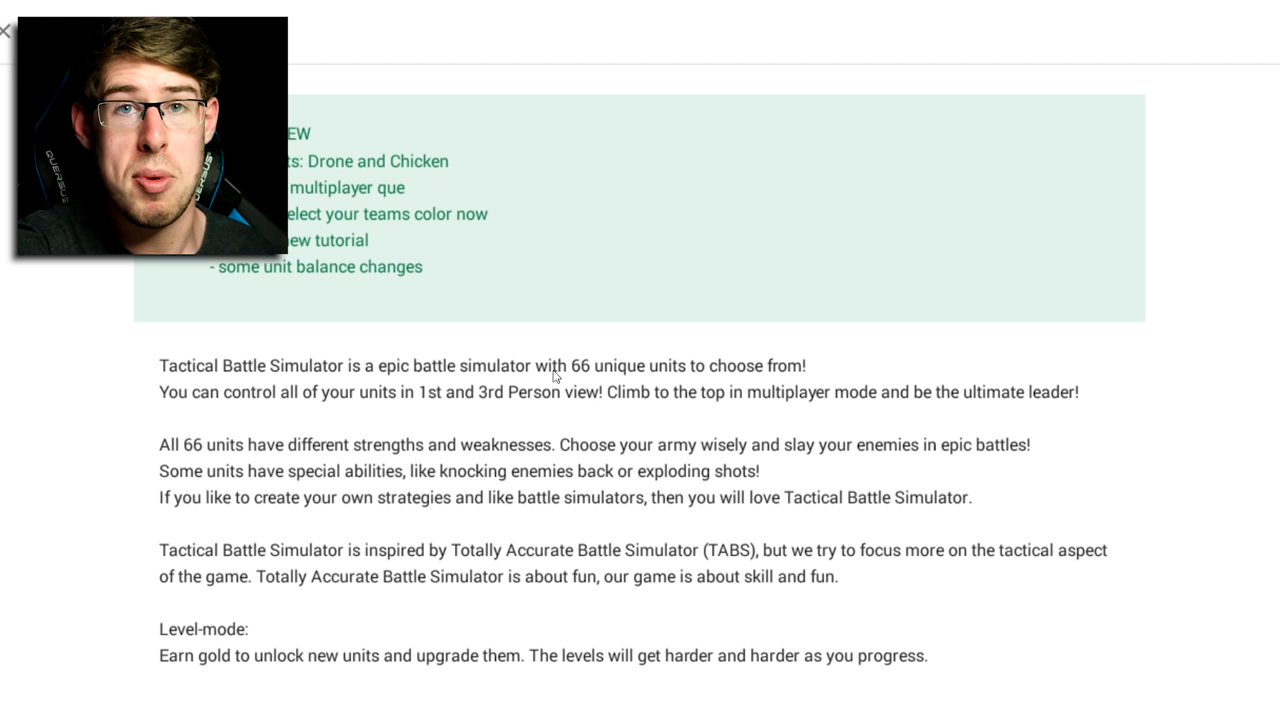 EW
ts: Drone and Chicken
multiplayer que
elect your teams color now
ew tutorial
- some unit balance changes
Tactical Battle Simulator is a epic battle simulator with 66 unique units to choose from!
You can control all of your units in 1st and 3rd Person view! Climb to the top in multiplayer mode and be the ultimate leader!
All 66 units have different strengths and weaknesses. Choose your army wisely and slay your enemies in epic battles!
Some units have special abilities, like knocking enemies back or exploding shots!
If you like to create your own strategies and like battle simulators, then you will love Tactical Battle Simulator.
Tactical Battle Simulator is inspired by Totally Accurate Battle Simulator (TABS), but we try to focus more on the tactical aspect
of the game. Totally Accurate Battle Simulator is about fun, our game is about skill and fun.
Level-mode:
Earn gold to unlock new units and upgrade them. The levels will get harder and harder as you progress.